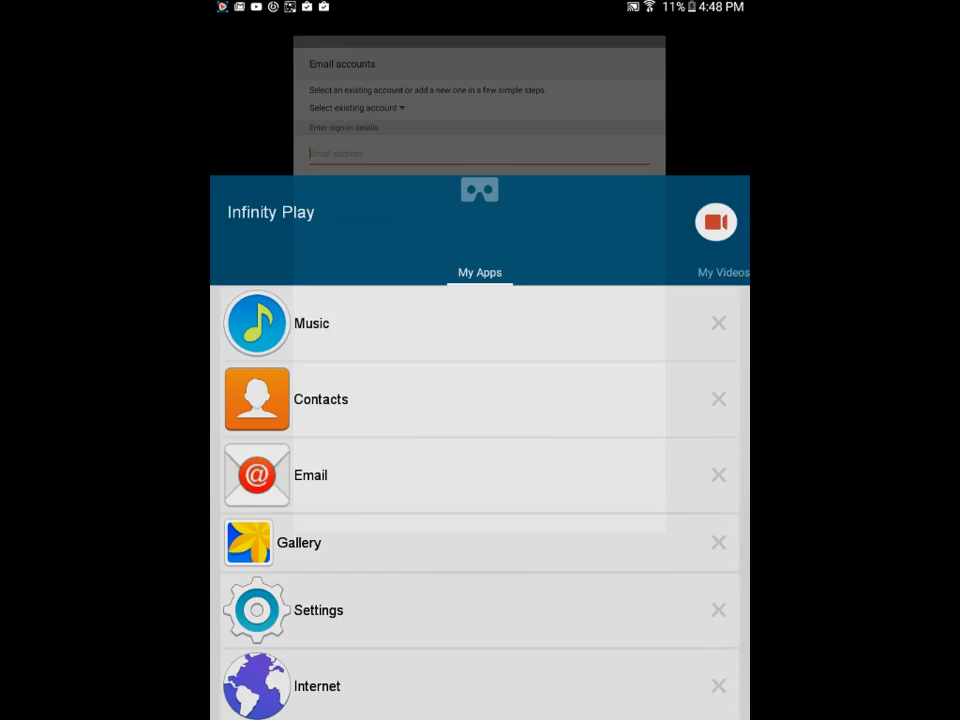 11% 4:48 PM
Email accounts
Select an existing account or add a new one in a few simple steps.
Select existing account
Enter sign-in details
Email address
Infinity Play
My Apps
My Videos
Music
Contacts
@
Email
Gallery
Settings
Internet